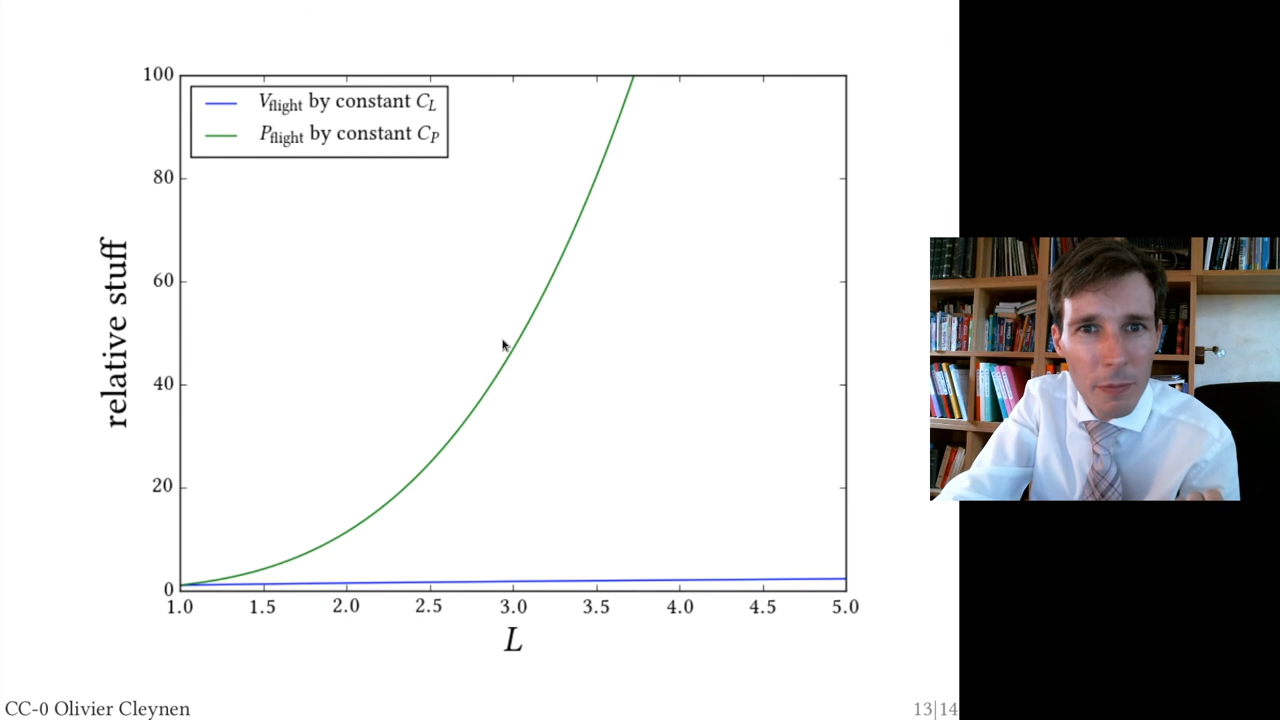 100
80
60
40
20
0
V_flight by constant C_L
P_flight by constant C_P
relative stuff
1.0 1.5 2.0 2.5 3.0 3.5 4.0 4.5 5.0
L
CC-0 Olivier Cleynen
13|14